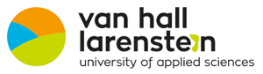 van hall
larenstein
university of applied sciences